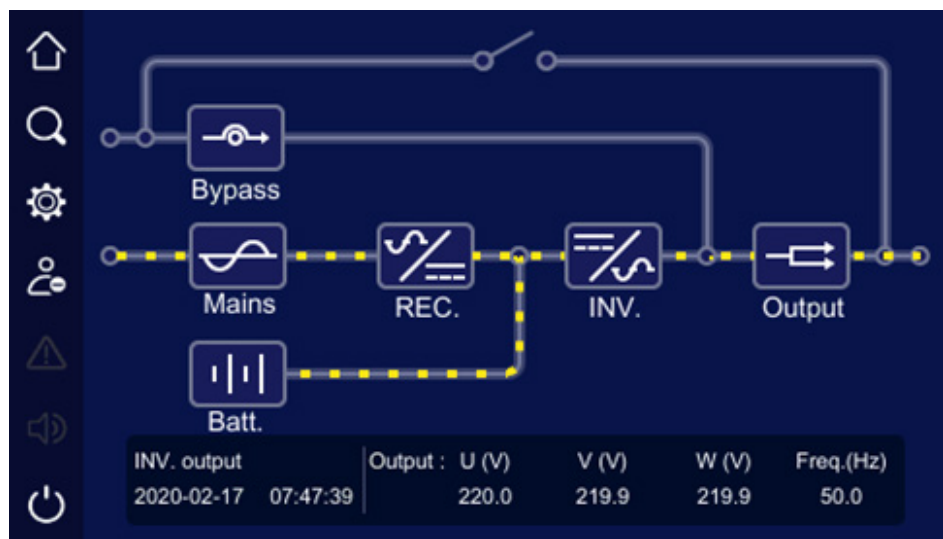 Bypass
Mains
REC.
INV.
Output
Batt.
INV. output
Output : U (V) V (V) W (V) Freq.(Hz)
2020-02-17 07:47:39
220.0 219.9 219.9 50.0